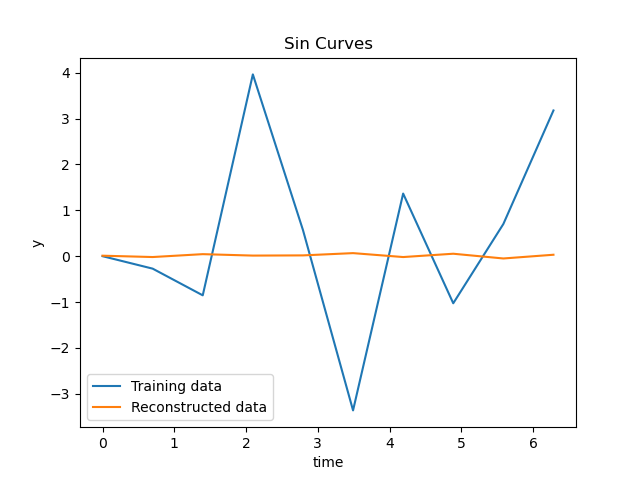 Sin Curves
4
3
2
1
0
−1
−2
−3
y
Training data
Reconstructed data
0 1 2 3 4 5 6
time